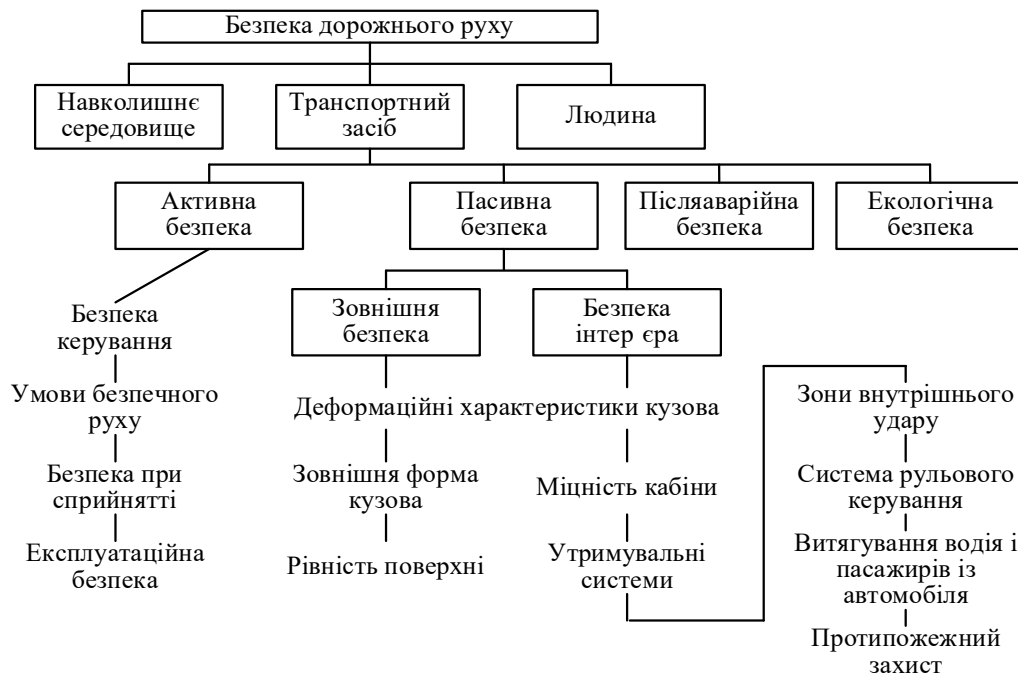 Безпека дорожнього руху
Навколишнє
середовище
Транспортний
засіб
Людина
Активна
безпека
Пасивна
безпека
Післяаварійна
безпека
Екологічна
безпека
Безпека
керування
Умови безпечного
руху
Безпека при
сприйнятті
Експлуатаційна
безпека
Зовнішня
безпека
Безпека
інтер єра
Деформаційні характеристики кузова
Зовнішня форма
кузова
Рівність поверхні
Міцність кабіни
Утримувальні
системи
Зони внутрішнього
удару
Система рульового
керування
Витягування водія і
пасажирів із
автомобіля
Протипожежний
захист